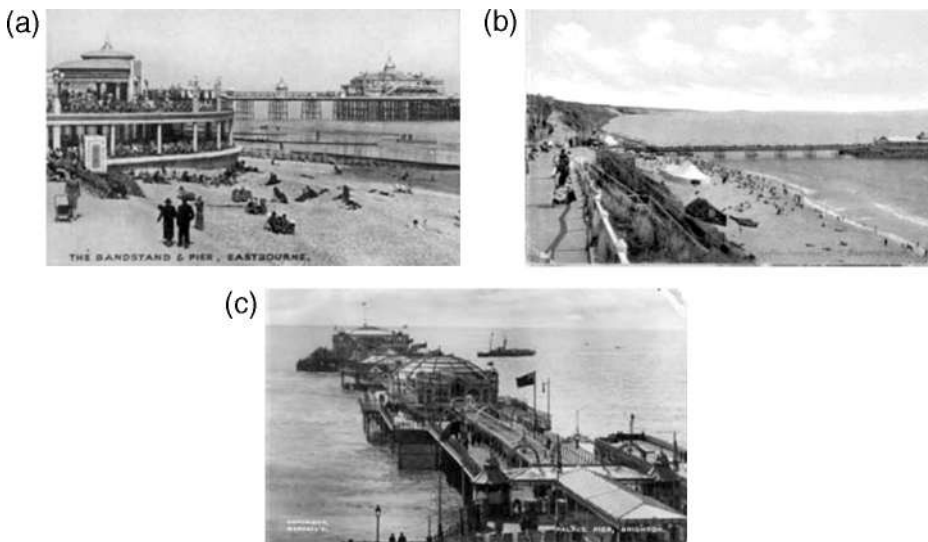 (a)
THE BANDSTAND & PIER, EASTBOURNE.
(b)
(c)
PALACE PIER, BRIGHTON.